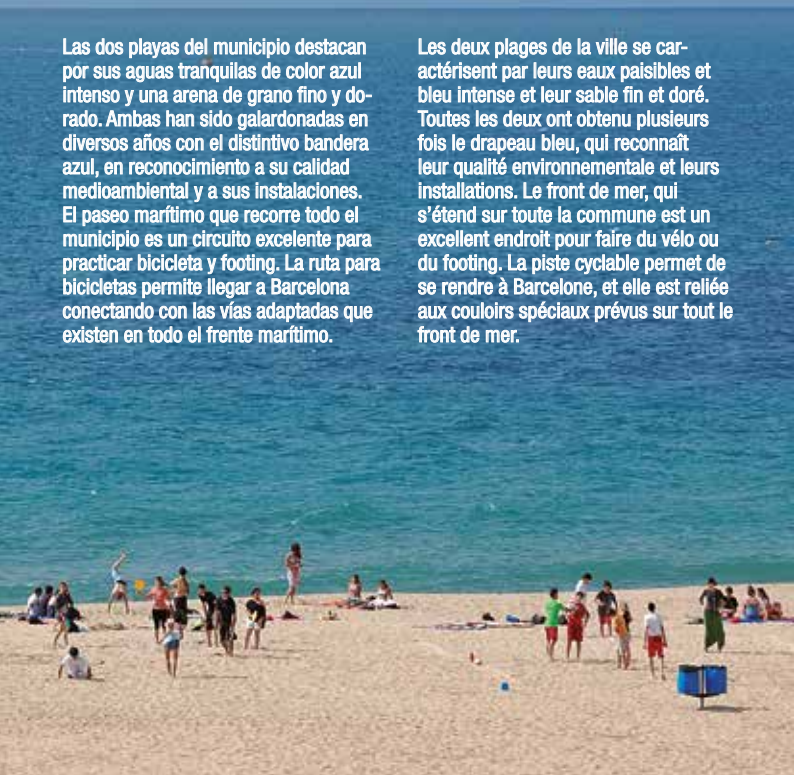 Las dos playas del municipio destacan
por sus aguas tranquilas de color azul
intenso y una arena de grano fino y do-
rado. Ambas han sido galardonadas en
diversos años con el distintivo bandera
azul, en reconocimiento a su calidad
medioambiental y a sus instalaciones.
El paseo marítimo que recorre todo el
municipio es un circuito excelente para
practicar bicicleta y footing. La ruta para
bicicletas permite llegar a Barcelona
conectando con las vías adaptadas que
existen en todo el frente marítimo.
Les deux plages de la ville se car-
actérisent par leurs eaux paisibles et
bleu intense et leur sable fin et doré.
Toutes les deux ont obtenu plusieurs
fois le drapeau bleu, qui reconnaît
leur qualité environnementale et leurs
installations. Le front de mer, qui
s’étend sur toute la commune est un
excellent endroit pour faire du vélo ou
du footing. La piste cyclable permet de
se rendre à Barcelone, et elle est reliée
aux couloirs spéciaux prévus sur tout le
front de mer.